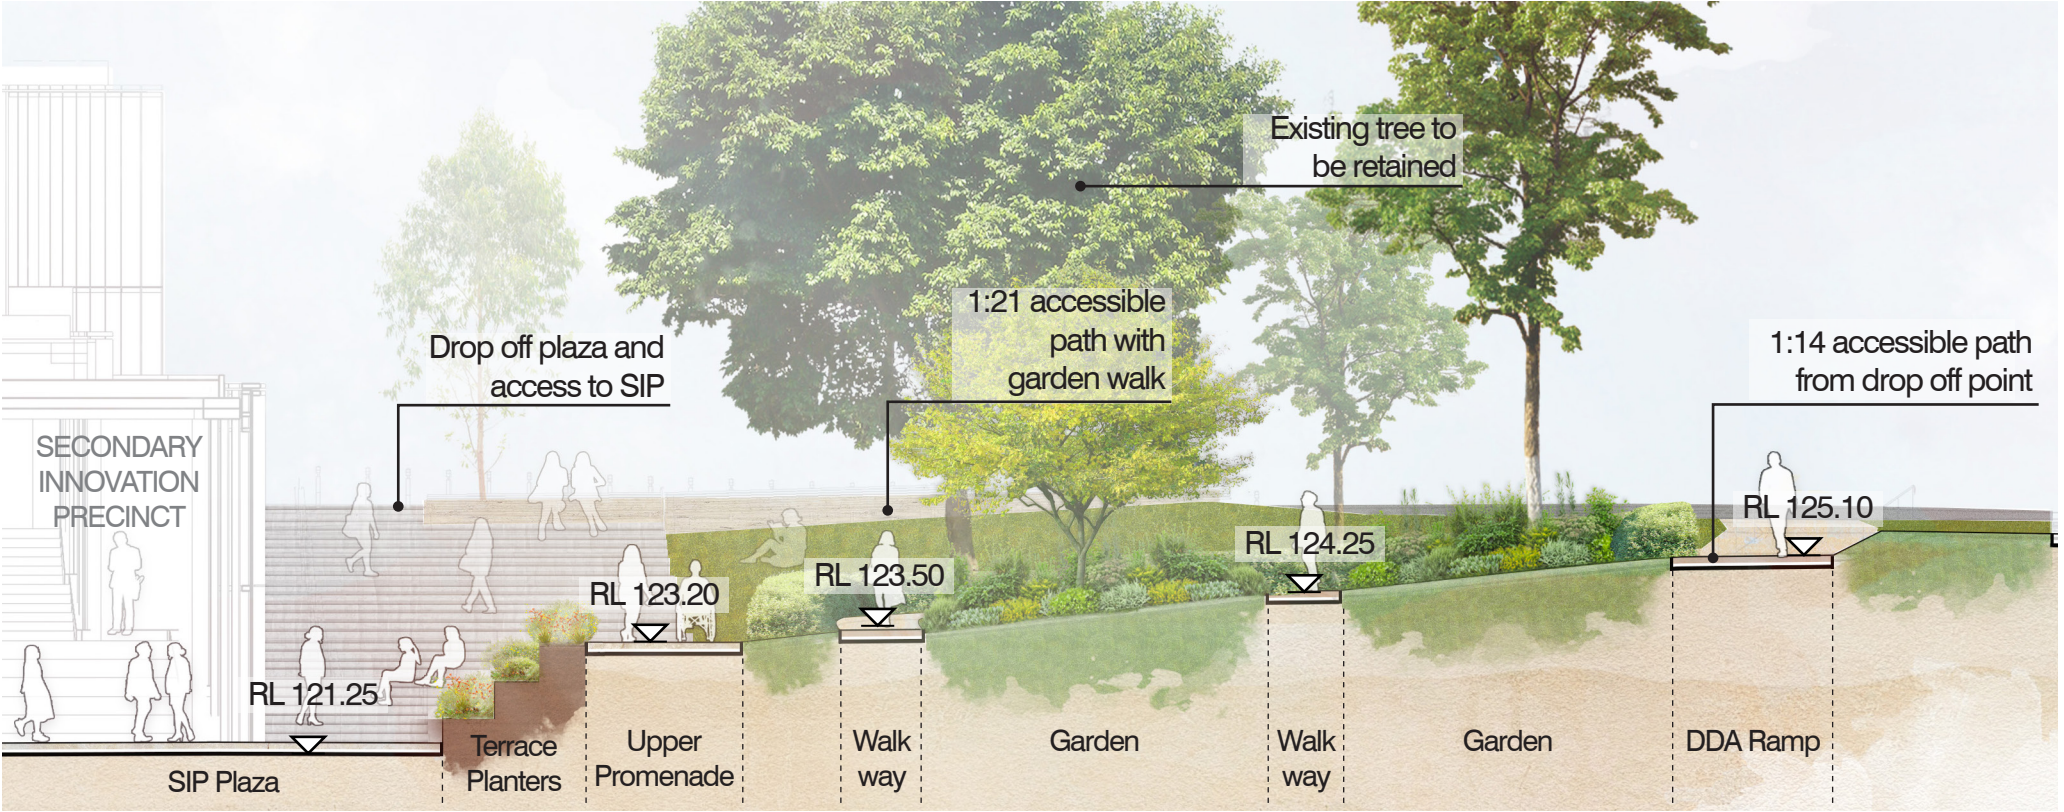 Existing tree to
be retained
1:21 accessible
path with
garden walk
Drop off plaza and
access to SIP
1:14 accessible path
from drop off point
SECONDARY
INNOVATION
PRECINCT
RL 125.10
RL 124.25
RL 123.50
RL 123.20
RL 121.25
SIP Plaza
Terrace
Planters
Upper
Promenade
Walk
way
Garden
Walk
way
Garden
DDA Ramp